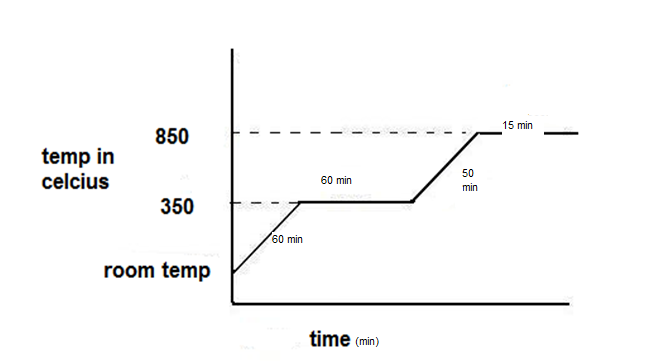 15 min
850
temp in
celcius
60 min
50
min
350
60 min
room temp
time (min)